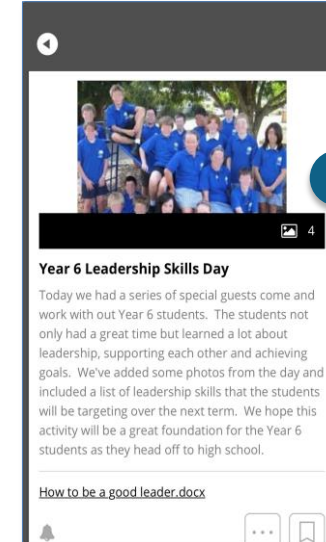 4
Year 6 Leadership Skills Day
Today we had a series of special guests come and
work with out Year 6 students. The students not
only had a great time but learned a lot about
leadership, supporting each other and achieving
goals. We've added some photos from the day and
included a list of leadership skills that the students
will be targeting over the next term. We hope this
activity will be a great foundation for the Year 6
students as they head off to high school.
How to be a good leader.docx